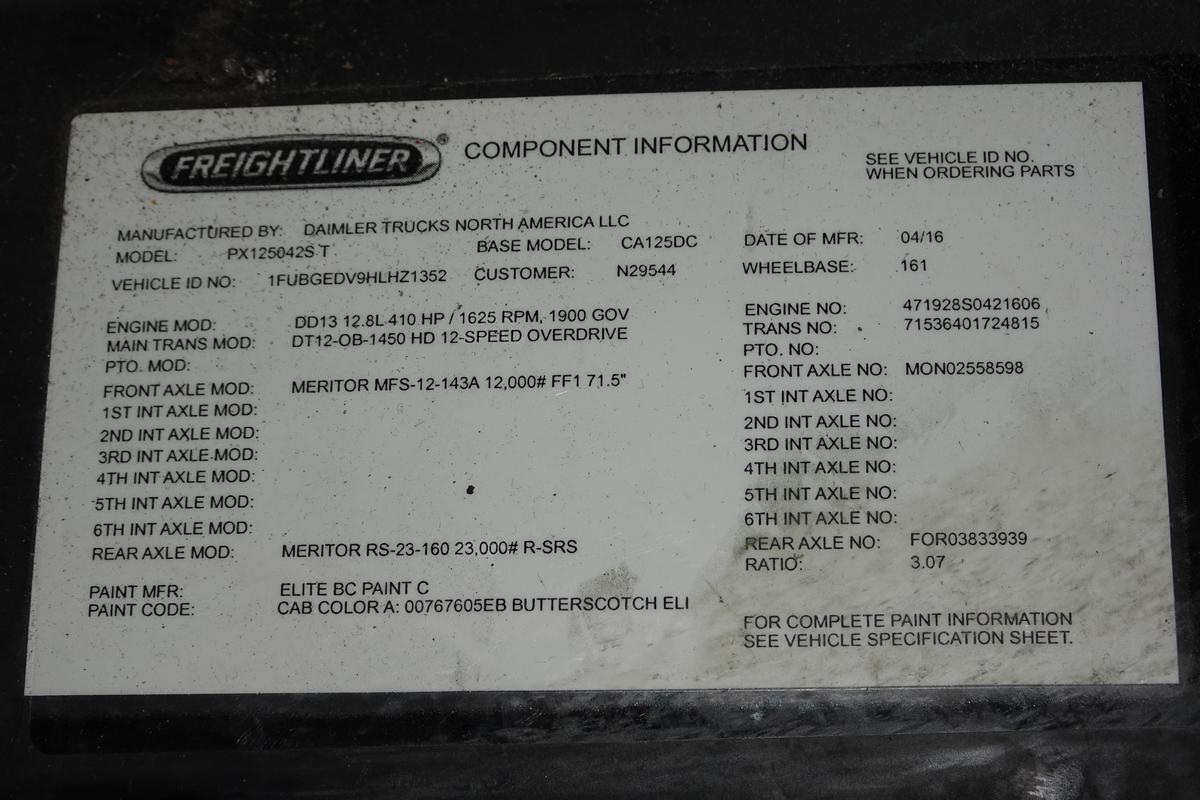 FREIGHTLINER® COMPONENT INFORMATION
SEE VEHICLE ID NO.
WHEN ORDERING PARTS
MANUFACTURED BY: DAIMLER TRUCKS NORTH AMERICA LLC
MODEL: PX125042S T BASE MODEL: CA125DC DATE OF MFR: 04/16
VEHICLE ID NO: 1FUBGEDV9HLHZ1352 CUSTOMER: N29544 WHEELBASE: 161
ENGINE MOD: DD13 12.8L 410 HP / 1625 RPM, 1900 GOV ENGINE NO: 471928S0421606
MAIN TRANS MOD: DT12-OB-1450 HD 12-SPEED OVERDRIVE TRANS NO: 71536401724815
PTO. MOD: PTO. NO:
FRONT AXLE MOD: MERITOR MFS-12-143A 12,000# FF1 71.5" FRONT AXLE NO: MON02558598
1ST INT AXLE MOD: 1ST INT AXLE NO:
2ND INT AXLE MOD: 2ND INT AXLE NO:
3RD INT AXLE MOD: 3RD INT AXLE NO:
4TH INT AXLE MOD: 4TH INT AXLE NO:
5TH INT AXLE MOD: 5TH INT AXLE NO:
6TH INT AXLE MOD: 6TH INT AXLE NO:
REAR AXLE MOD: MERITOR RS-23-160 23,000# R-SRS REAR AXLE NO: FOR03833939
RATIO: 3.07
PAINT MFR: ELITE BC PAINT C
PAINT CODE: CAB COLOR A: 00767605EB BUTTERSCOTCH ELI
FOR COMPLETE PAINT INFORMATION
SEE VEHICLE SPECIFICATION SHEET.